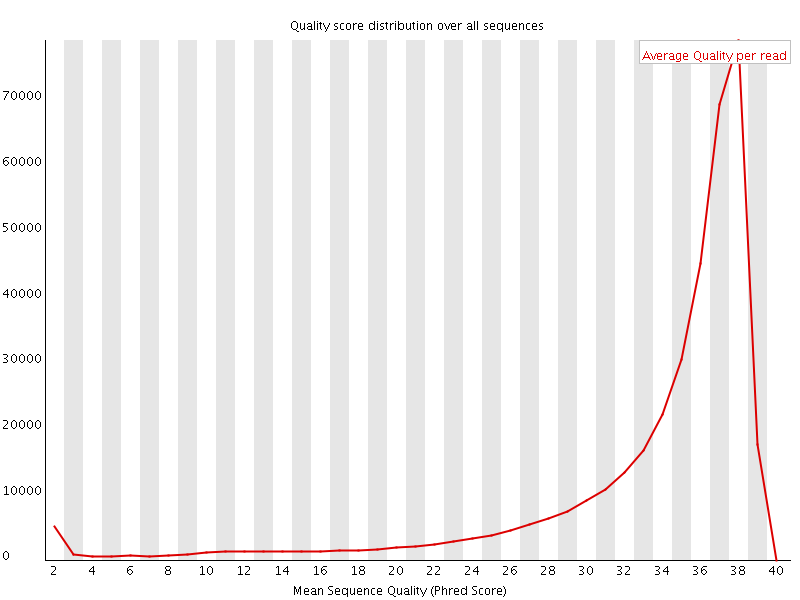 Quality score distribution over all sequences
Average Quality per read
70000
60000
50000
40000
30000
20000
10000
0
2 4 6 8 10 12 14 16 18 20 22 24 26 28 30 32 34 36 38 40
Mean Sequence Quality (Phred Score)